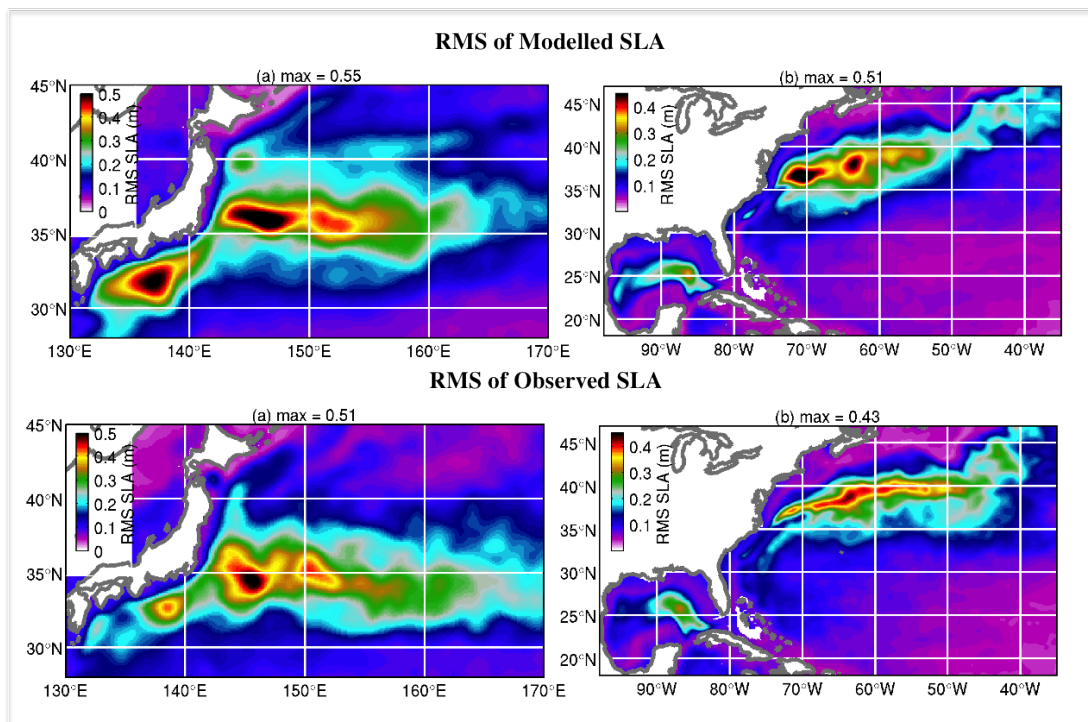 RMS of Modelled SLA
(a) max = 0.55
45°N
40°N
35°N
30°N
130°E
140°E
150°E
160°E
170°E
0.5
0.4
0.3
0.2
0.1
0
RMS SLA (m)
(b) max = 0.51
45°N
40°N
35°N
30°N
25°N
20°N
90°W
80°W
70°W
60°W
50°W
40°W
0.4
0.3
0.2
0.1
RMS SLA (m)
RMS of Observed SLA
(a) max = 0.51
45°N
40°N
35°N
30°N
130°E
140°E
150°E
160°E
170°E
0.5
0.4
0.3
0.2
0.1
0
RMS SLA (m)
(b) max = 0.43
45°N
40°N
35°N
30°N
25°N
20°N
90°W
80°W
70°W
60°W
50°W
40°W
0.4
0.3
0.2
0.1
RMS SLA (m)